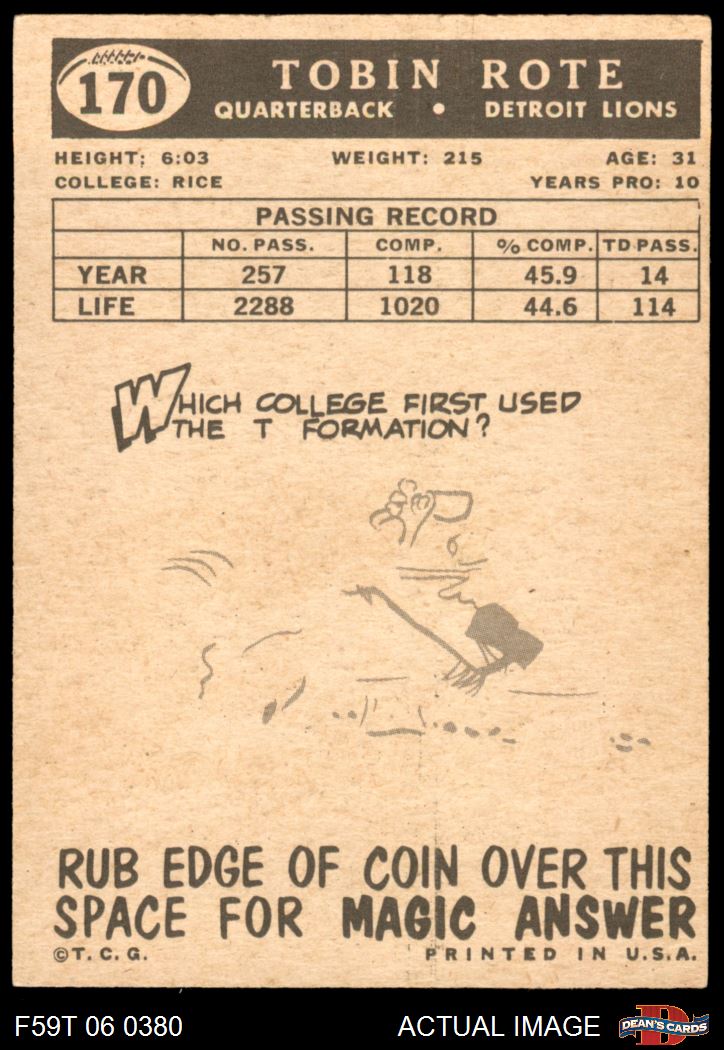 170
TOBIN ROTE
QUARTERBACK • DETROIT LIONS
HEIGHT; 6:03 WEIGHT: 215 AGE: 31
COLLEGE: RICE YEARS PRO: 10
PASSING RECORD
NO. PASS. COMP. % COMP. TD PASS.
YEAR 257 118 45.9 14
LIFE 2288 1020 44.6 114
WHICH COLLEGE FIRST USED
THE T FORMATION?
RUB EDGE OF COIN OVER THIS
SPACE FOR MAGIC ANSWER
©T. C. G. PRINTED IN U.S.A.
F59T 06 0380 ACTUAL IMAGE D DEAN'S CARDS